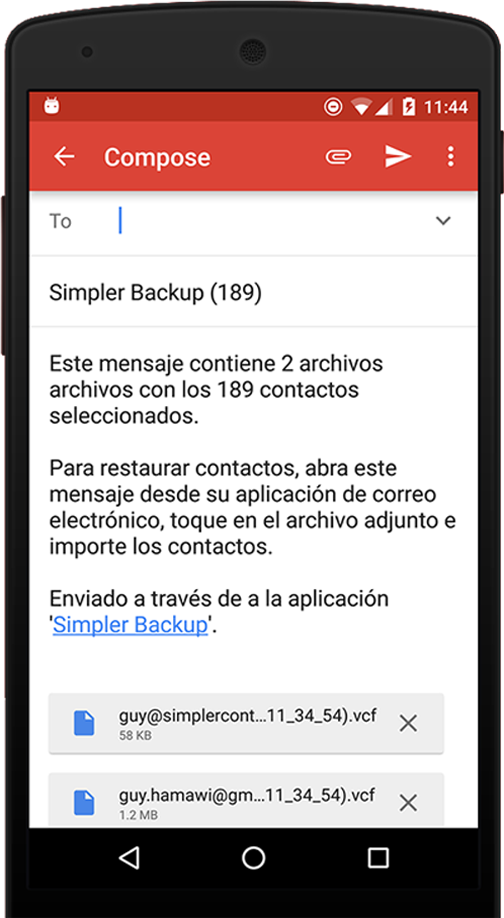 11:44
Compose
To
Simpler Backup (189)
Este mensaje contiene 2 archivos
archivos con los 189 contactos
seleccionados.
Para restaurar contactos, abra este
mensaje desde su aplicación de correo
electrónico, toque en el archivo adjunto e
importe los contactos.
Enviado a través de a la aplicación
'Simpler Backup'.
guy@simplercont...11_34_54).vcf
58 KB
guy.hamawi@gm...11_34_54).vcf
1.2 MB